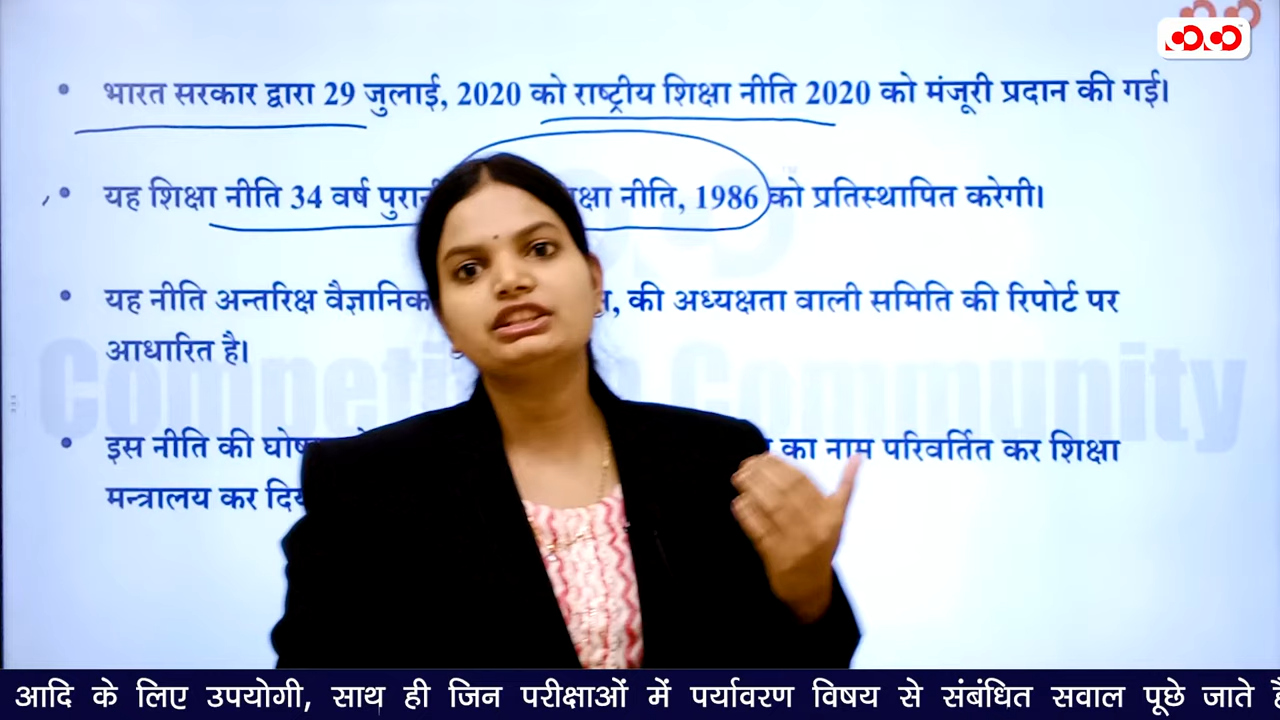 भारत सरकार द्वारा 29 जुलाई, 2020 को राष्ट्रीय शिक्षा नीति 2020 को मंजूरी प्रदान की गई।
यह शिक्षा नीति 34 वर्ष नीति, 1986 को प्रतिस्थापित करेगी।
यह नीति अन्तरिक्ष वैज्ञानिक की अध्यक्षता वाली समिति की रिपोर्ट पर
आधारित है।
Community
इस नीति की का नाम परिवर्तित कर शिक्षा
मन्त्रालय कर
आदि के लिए उपयोगी, साथ ही जिन परीक्षाओं में पर्यावरण विषय से संबंधित सवाल पूछे जाते